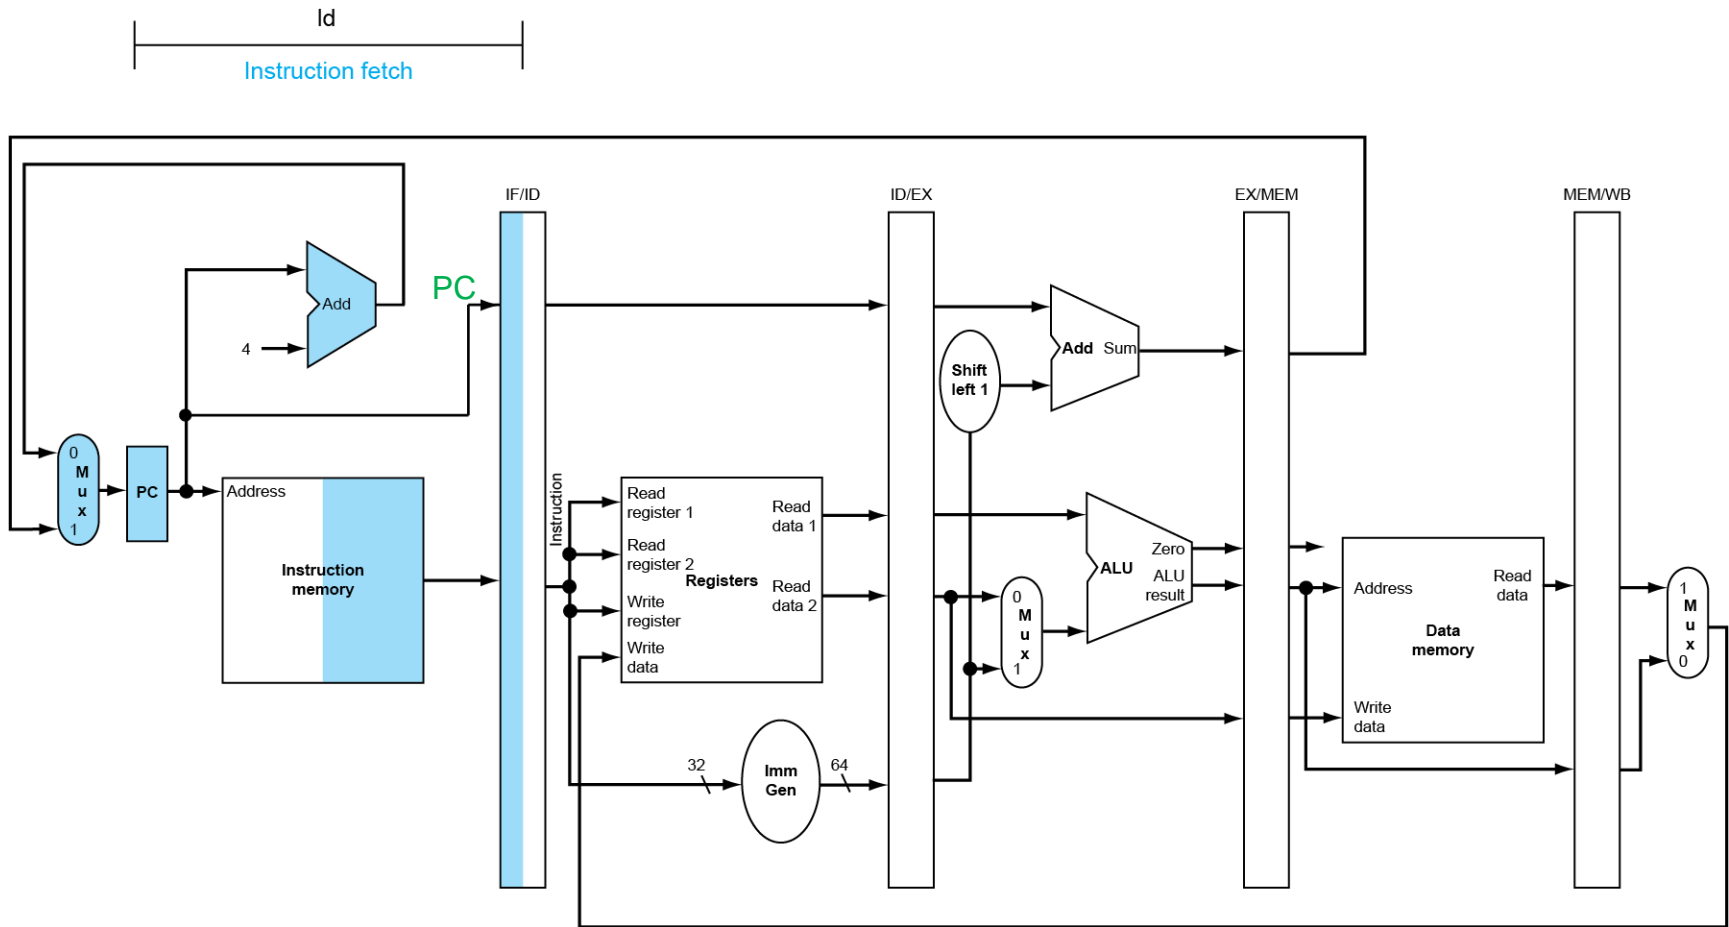 ld
Instruction fetch
IF/ID
ID/EX
EX/MEM
MEM/WB
Add
4
PC
Add Sum
Shift
left 1
0
M
u
x
1
PC
Address
Instruction
memory
Instruction
Read
register 1
Read
register 2
Write
register
Write
data
Registers
Read
data 1
Read
data 2
0
M
u
x
1
Zero
ALU
ALU
result
Address
Write
data
Data
memory
Read
data
1
M
u
x
0
32
Imm
Gen
64